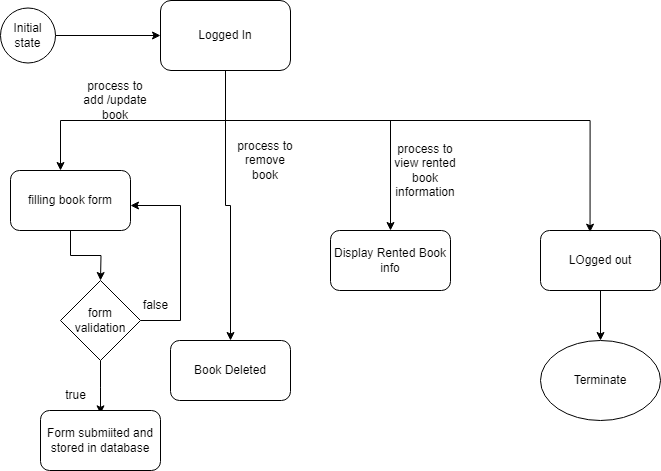 Initial
state
Logged In
process to
add /update
book
process to
remove
book
process to
view rented
book
information
filling book form
Display Rented Book
info
LOgged out
form
validation
false
Book Deleted
Terminate
true
Form submiited and
stored in database